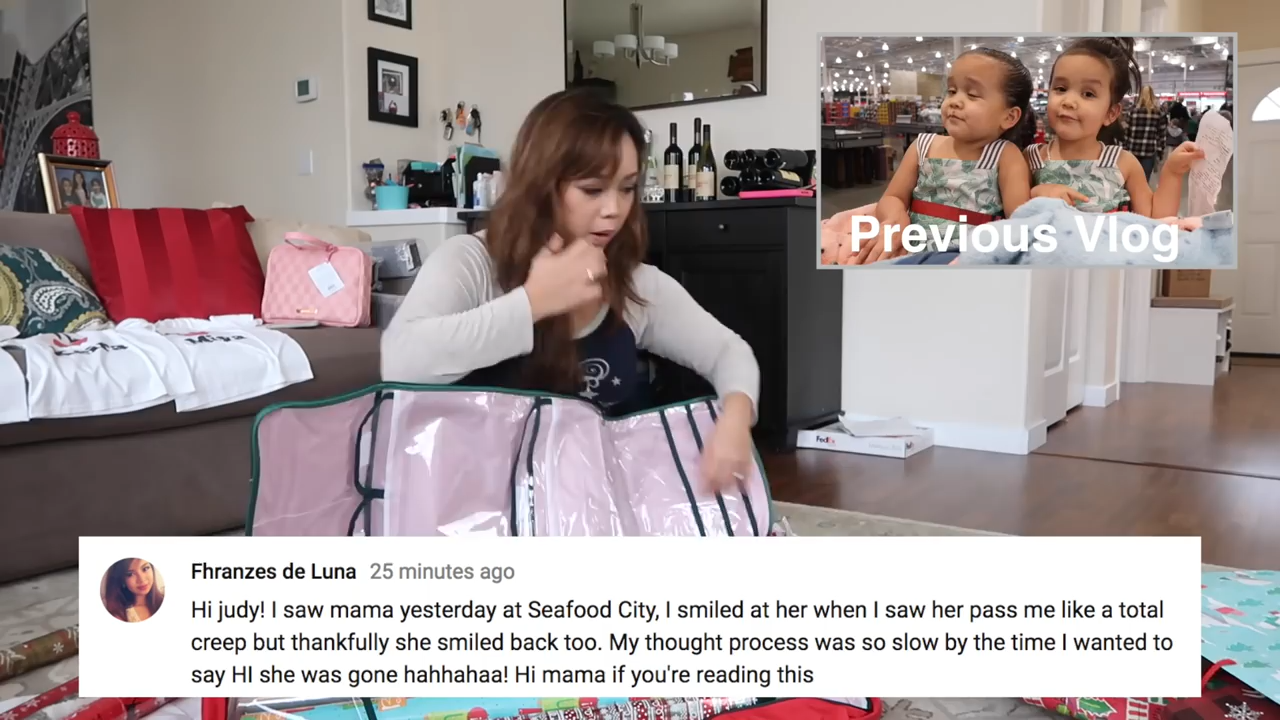 Previous Vlog
FedEx
Fhranzes de Luna 25 minutes ago
Hi judy! I saw mama yesterday at Seafood City, I smiled at her when I saw her pass me like a total
creep but thankfully she smiled back too. My thought process was so slow by the time I wanted to
say HI she was gone hahhahaa! Hi mama if you're reading this